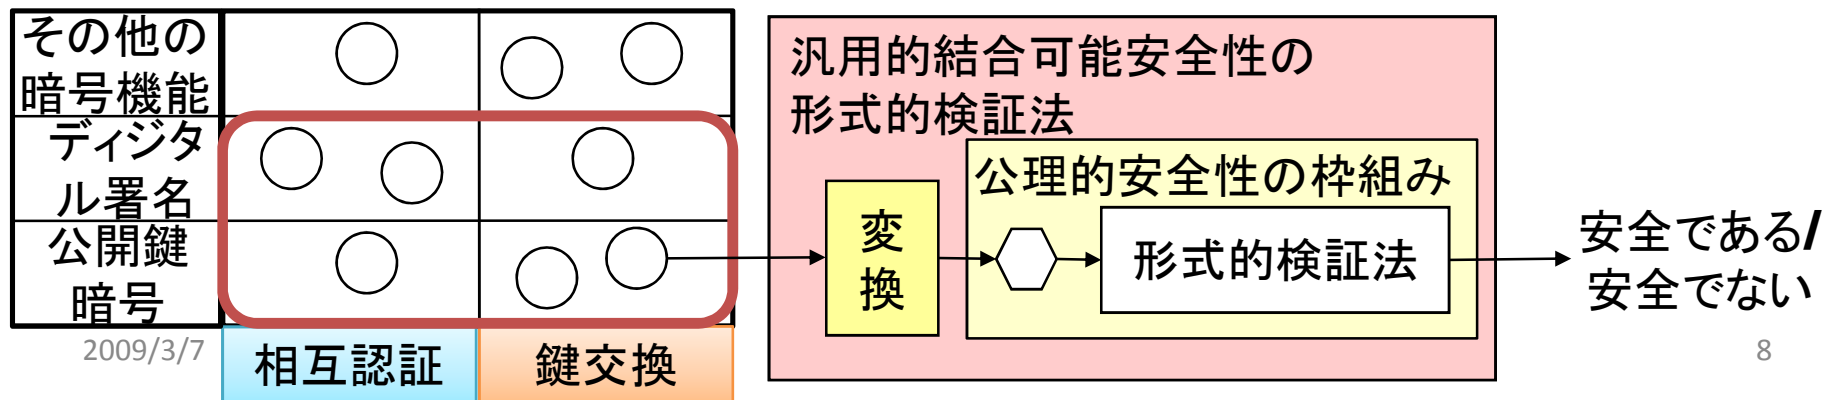 その他の
暗号機能
ディジタ
ル署名
公開鍵
暗号
相互認証
鍵交換
汎用的結合可能安全性の
形式的検証法
公理的安全性の枠組み
変
換
形式的検証法
安全である/
安全でない
2009/3/7
8